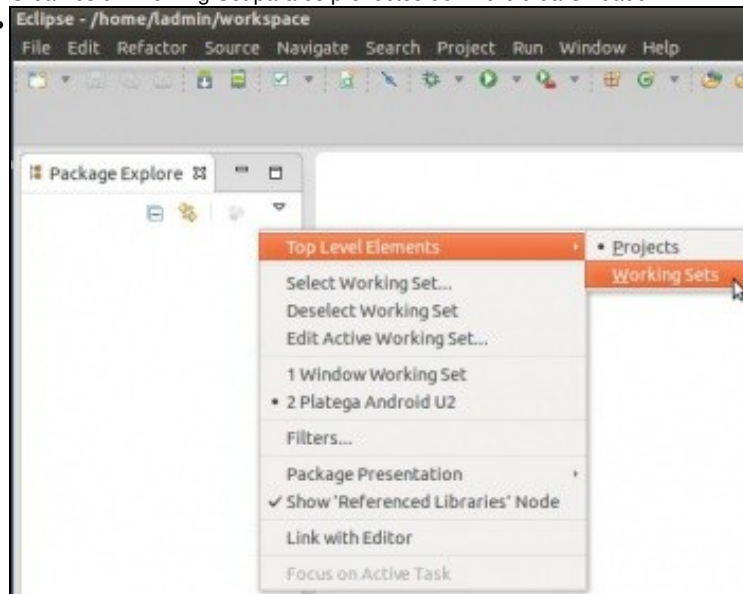 Eclipse - /home/ladmin/workspace
File Edit Refactor Source Navigate Search Project Run Window Help
Package Explore
Top Level Elements
Projects
Working Sets
Select Working Set...
Deselect Working Set
Edit Active Working Set...
1 Window Working Set
2 Platega Android U2
Filters...
Package Presentation
Show 'Referenced Libraries' Node
Link with Editor
Focus on Active Task